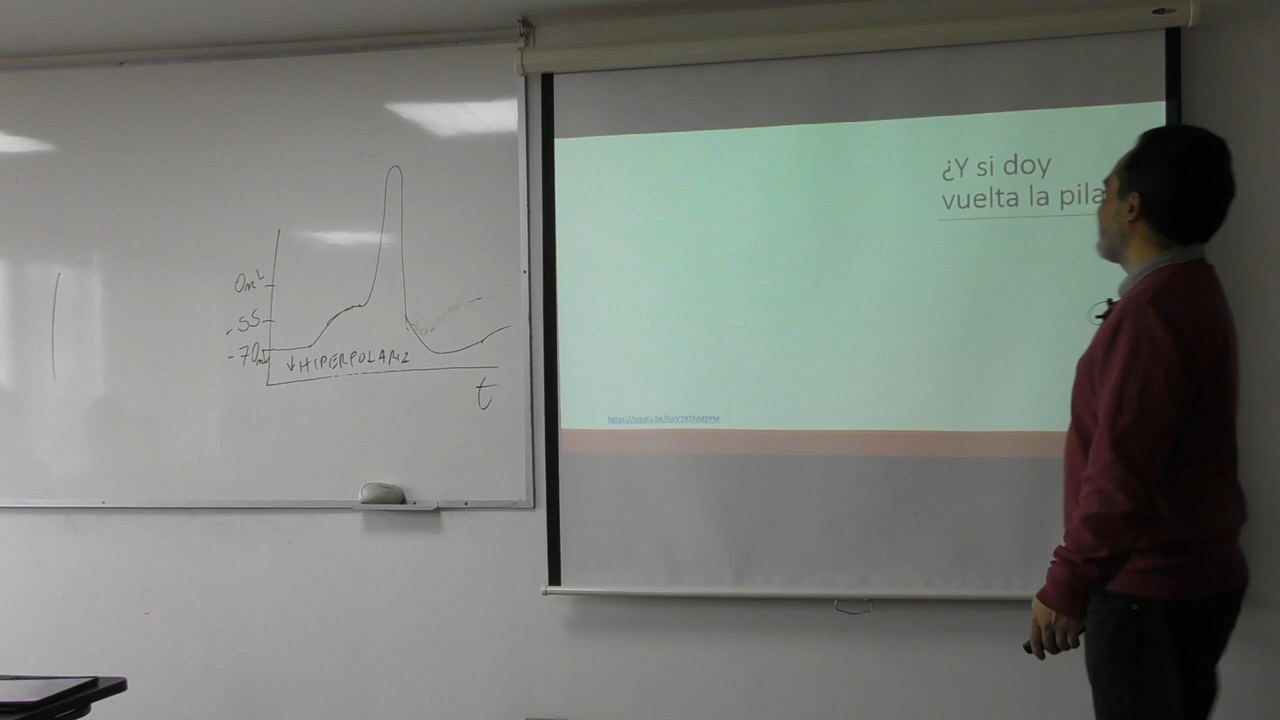 0mV
-55
-70mV
↓HIPERPOLARIZ
t
¿Y si doy
vuelta la pila